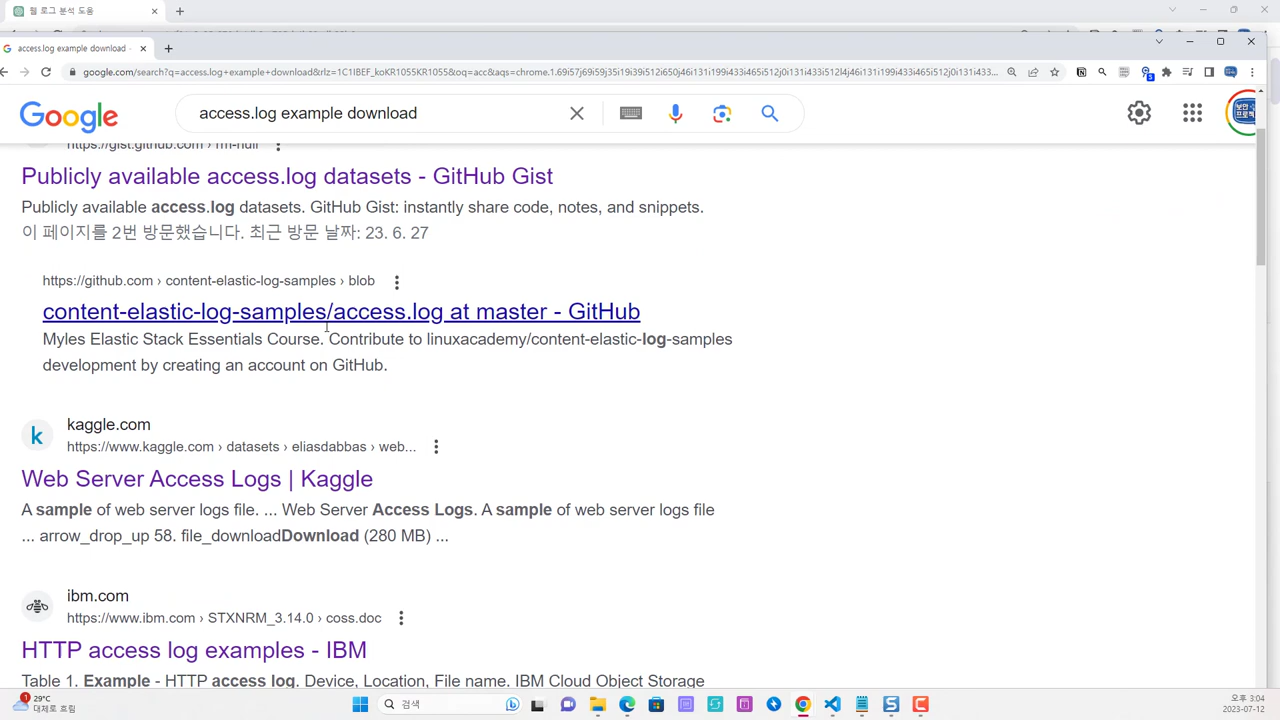 웹 로그 분석 도움
access.log example download -
google.com/search?q=access.log+example+download&rlz=1C1IBEF_koKR1055KR1055&oq=acc&aqs=chrome.1.69i57j69i59j35i19i39i512i650j46i131i199i433i465i512j0i131i433i512l4j46i131i199i433i465i512j0i131i433...
Google
access.log example download
https://gist.github.com › rm-hull
Publicly available access.log datasets - GitHub Gist
Publicly available access.log datasets. GitHub Gist: instantly share code, notes, and snippets.
이 페이지를 2번 방문했습니다. 최근 방문 날짜: 23. 6. 27
https://github.com › content-elastic-log-samples › blob
content-elastic-log-samples/access.log at master - GitHub
Myles Elastic Stack Essentials Course. Contribute to linuxacademy/content-elastic-log-samples
development by creating an account on GitHub.
k
kaggle.com
https://www.kaggle.com › datasets › eliasdabbas › web...
Web Server Access Logs | Kaggle
A sample of web server logs file. ... Web Server Access Logs. A sample of web server logs file
... arrow_drop_up 58. file_downloadDownload (280 MB) ...
ibm.com
https://www.ibm.com › STXNRM_3.14.0 › coss.doc
HTTP access log examples - IBM
Table 1. Example - HTTP access log. Device, Location, File name. IBM Cloud Object Storage
1
29°C
대체로 흐림
검색
오후 3:04
2023-07-12